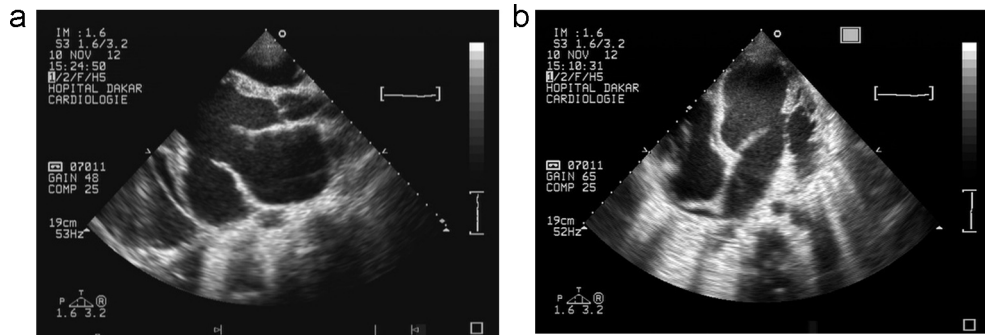 a
IM : 1.6
S3 1.6/3.2
10 NOV 12
15:24:50
1/2/F/H5
HOPITAL DAKAR
CARDIOLOGIE
07011
GAIN 48
COMP 25
19cm
53Hz
T
P R
1.6 3.2
b
IM : 1.6
S3 1.6/3.2
10 NOV 12
15:10:31
1/2/F/H5
HOPITAL DAKAR
CARDIOLOGIE
07011
GAIN 65
COMP 25
19cm
52Hz
T
P R
1.6 3.2